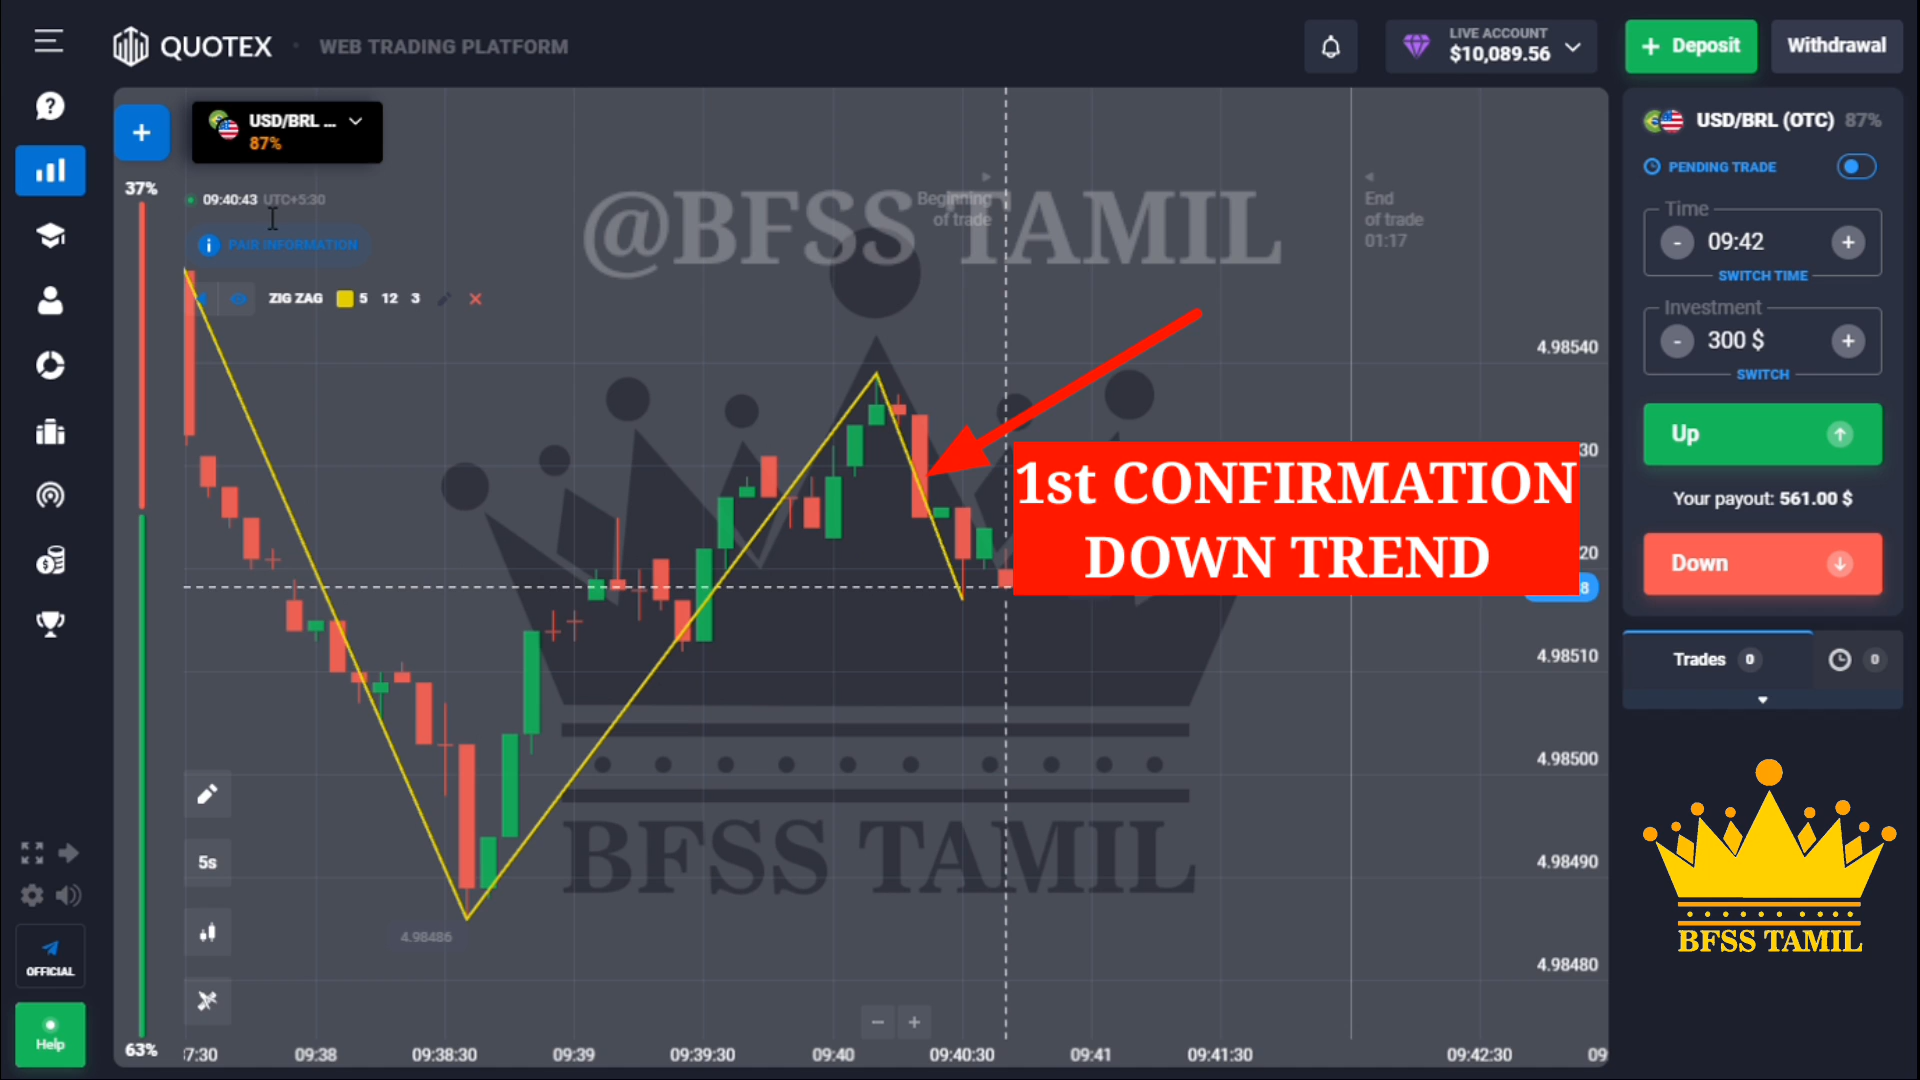 QUOTEX
WEB TRADING PLATFORM
LIVE ACCOUNT
$10,089.56
+ Deposit
Withdrawal
USD/BRL ...
87%
37%
09:40:43 UTC+5:30
PAIR INFORMATION
ZIG ZAG 5 12 3
@BFSS TAMIL
Beginning
of trade
End
of trade
01:17
1st CONFIRMATION
DOWN TREND
4.98540
30
20
8
4.98510
4.98500
4.98490
4.98480
4.98486
BFSS TAMIL
5s
63%
7:30
09:38
09:38:30
09:39
09:39:30
09:40
09:40:30
09:41
09:41:30
09:42:30
09
OFFICIAL
Help
USD/BRL (OTC) 87%
PENDING TRADE
Time
- 09:42 +
SWITCH TIME
Investment
- 300 $ +
SWITCH
Up
Your payout: 561.00 $
Down
Trades 0
0
BFSS TAMIL